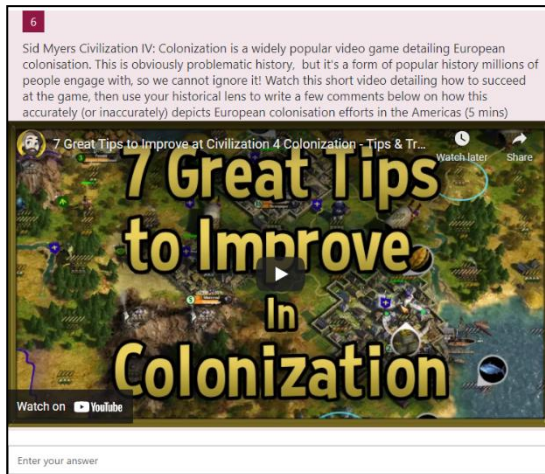 6
Sid Myers Civilization IV: Colonization is a widely popular video game detailing European
colonisation. This is obviously problematic history,  but it's a form of popular history millions of
people engage with, so we cannot ignore it! Watch this short video detailing how to succeed
at the game, then use your historical lens to write a few comments below on how this
accurately (or inaccurately) depicts European colonisation efforts in the Americas (5 mins)
7 Great Tips to Improve at Civilization 4 Colonization - Tips & Tr...
Watch later
Share
7 Great Tips
to Improve
In
Colonization
Watch on YouTube
Enter your answer